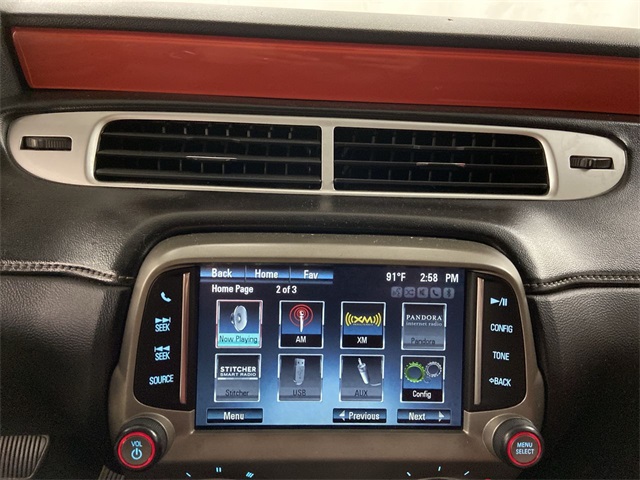 Back Home Fav 91°F 2:58 PM
Home Page 2 of 3
Now Playing AM XM Pandora
((XM))
PANDORA
internet radio
STITCHER
SMART RADIO
Stitcher USB AUX Config
Menu Previous Next
SEEK
SEEK
SOURCE
CONFIG
TONE
BACK
VOL
MENU
SELECT